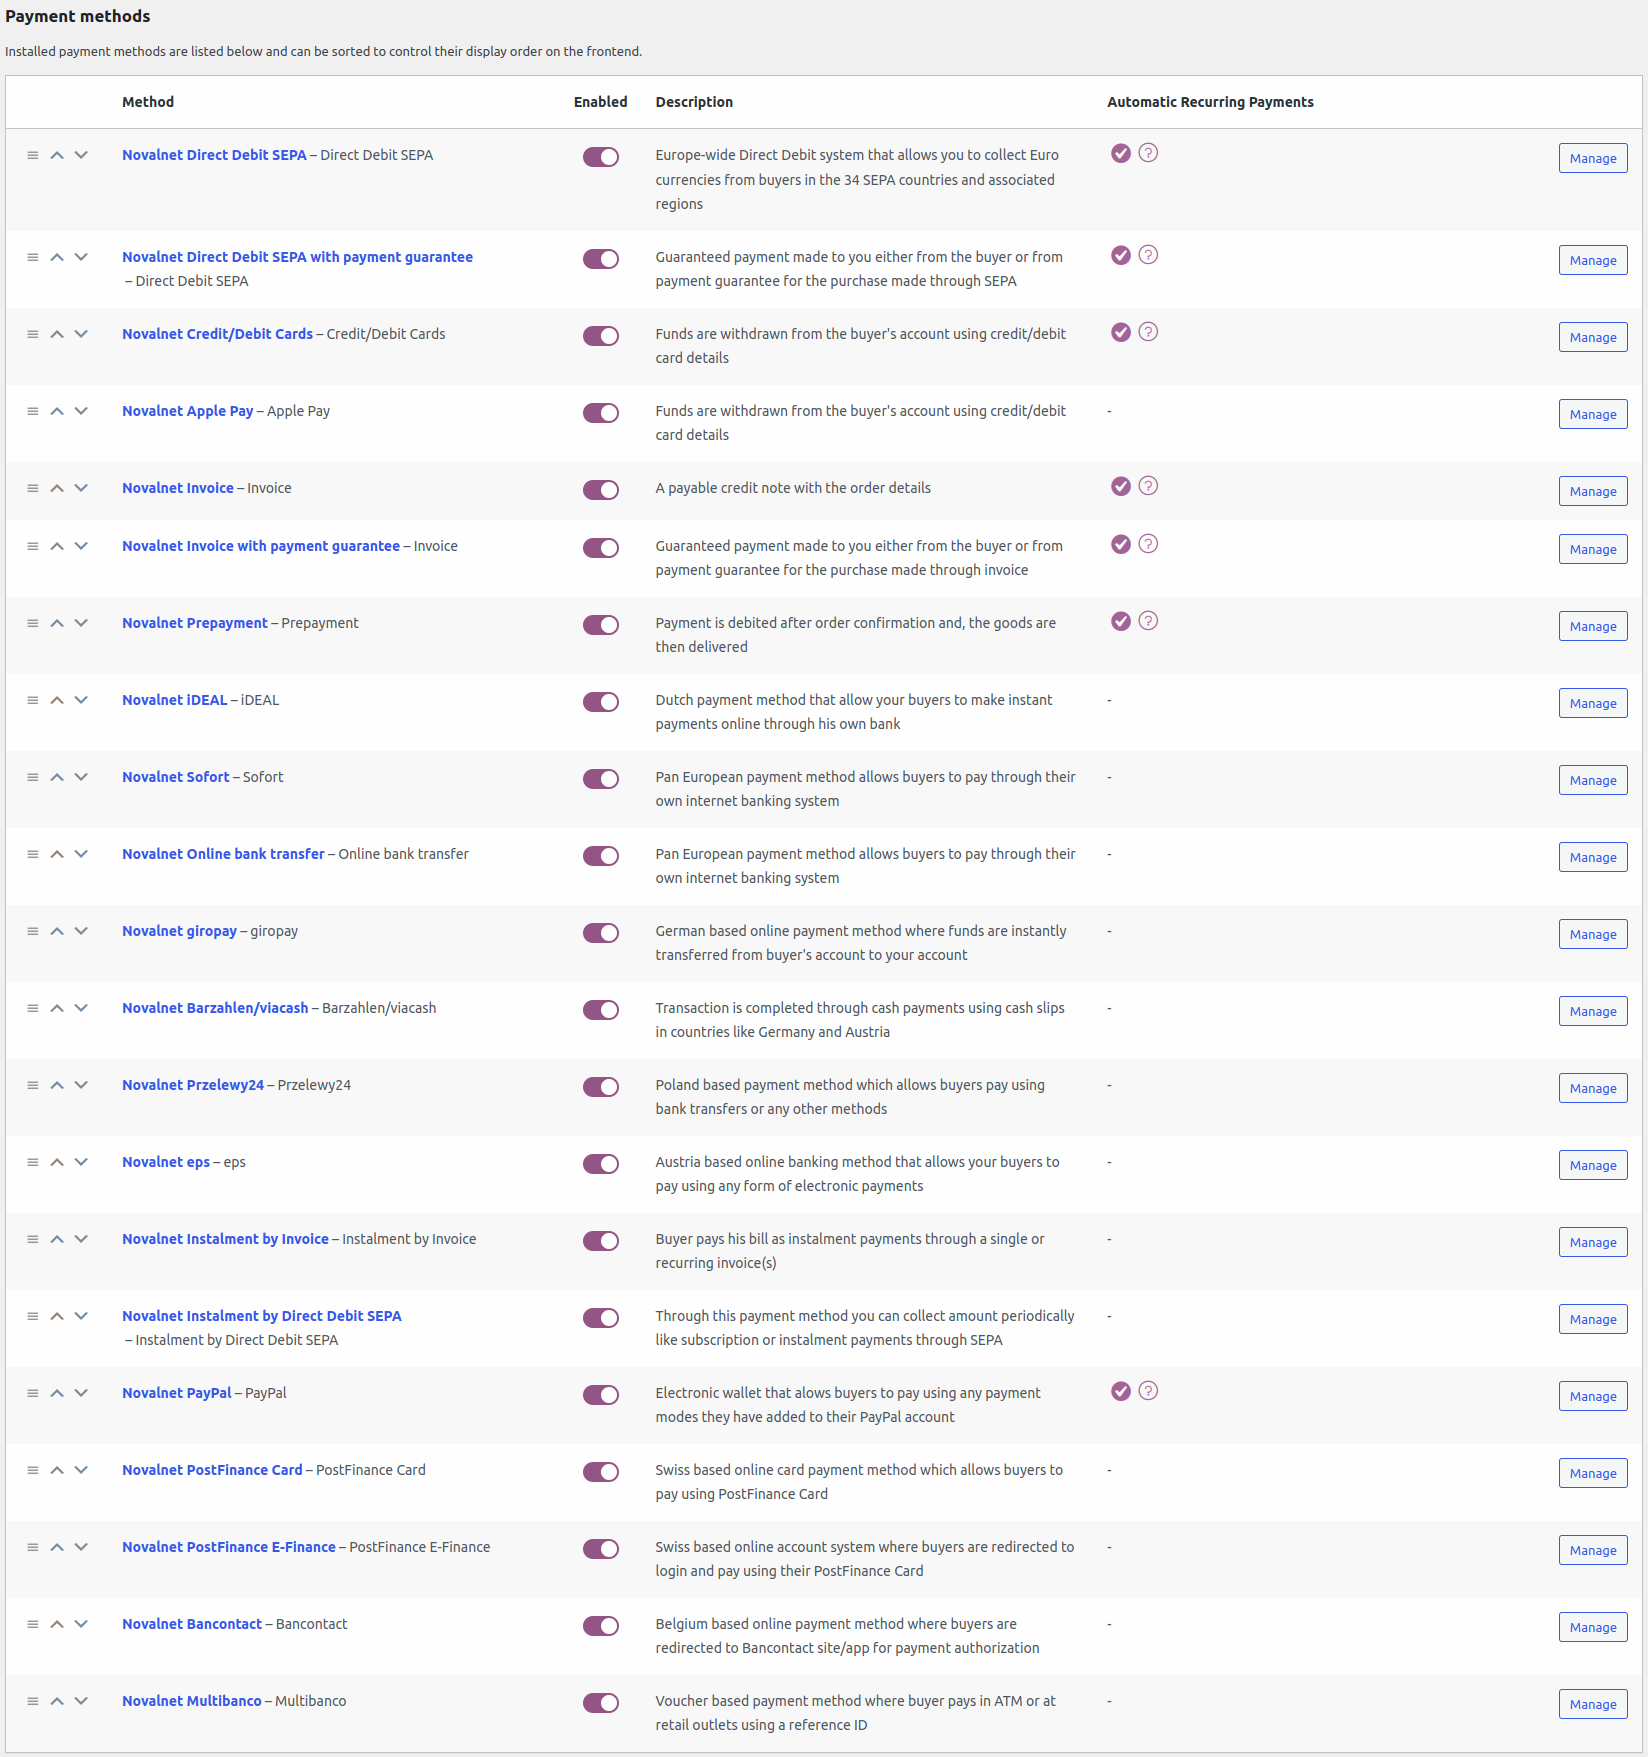 Payment methods
Installed payment methods are listed below and can be sorted to control their display order on the frontend.
Method Enabled Description Automatic Recurring Payments
Novalnet Direct Debit SEPA – Direct Debit SEPA
Europe-wide Direct Debit system that allows you to collect Euro
currencies from buyers in the 34 SEPA countries and associated
regions
Manage
Novalnet Direct Debit SEPA with payment guarantee
– Direct Debit SEPA
Guaranteed payment made to you either from the buyer or from
payment guarantee for the purchase made through SEPA
Manage
Novalnet Credit/Debit Cards – Credit/Debit Cards
Funds are withdrawn from the buyer's account using credit/debit
card details
Manage
Novalnet Apple Pay – Apple Pay
Funds are withdrawn from the buyer's account using credit/debit
card details
-
Manage
Novalnet Invoice – Invoice
A payable credit note with the order details
Manage
Novalnet Invoice with payment guarantee – Invoice
Guaranteed payment made to you either from the buyer or from
payment guarantee for the purchase made through invoice
Manage
Novalnet Prepayment – Prepayment
Payment is debited after order confirmation and, the goods are
then delivered
Manage
Novalnet iDEAL – iDEAL
Dutch payment method that allow your buyers to make instant
payments online through his own bank
-
Manage
Novalnet Sofort – Sofort
Pan European payment method allows buyers to pay through their
own internet banking system
-
Manage
Novalnet Online bank transfer – Online bank transfer
Pan European payment method allows buyers to pay through their
own internet banking system
-
Manage
Novalnet giropay – giropay
German based online payment method where funds are instantly
transferred from buyer's account to your account
-
Manage
Novalnet Barzahlen/viacash – Barzahlen/viacash
Transaction is completed through cash payments using cash slips
in countries like Germany and Austria
-
Manage
Novalnet Przelewy24 – Przelewy24
Poland based payment method which allows buyers pay using
bank transfers or any other methods
-
Manage
Novalnet eps – eps
Austria based online banking method that allows your buyers to
pay using any form of electronic payments
-
Manage
Novalnet Instalment by Invoice – Instalment by Invoice
Buyer pays his bill as instalment payments through a single or
recurring invoice(s)
-
Manage
Novalnet Instalment by Direct Debit SEPA
– Instalment by Direct Debit SEPA
Through this payment method you can collect amount periodically
like subscription or instalment payments through SEPA
-
Manage
Novalnet PayPal – PayPal
Electronic wallet that alows buyers to pay using any payment
modes they have added to their PayPal account
Manage
Novalnet PostFinance Card – PostFinance Card
Swiss based online card payment method which allows buyers to
pay using PostFinance Card
-
Manage
Novalnet PostFinance E-Finance – PostFinance E-Finance
Swiss based online account system where buyers are redirected to
login and pay using their PostFinance Card
-
Manage
Novalnet Bancontact – Bancontact
Belgium based online payment method where buyers are
redirected to Bancontact site/app for payment authorization
-
Manage
Novalnet Multibanco – Multibanco
Voucher based payment method where buyer pays in ATM or at
retail outlets using a reference ID
-
Manage